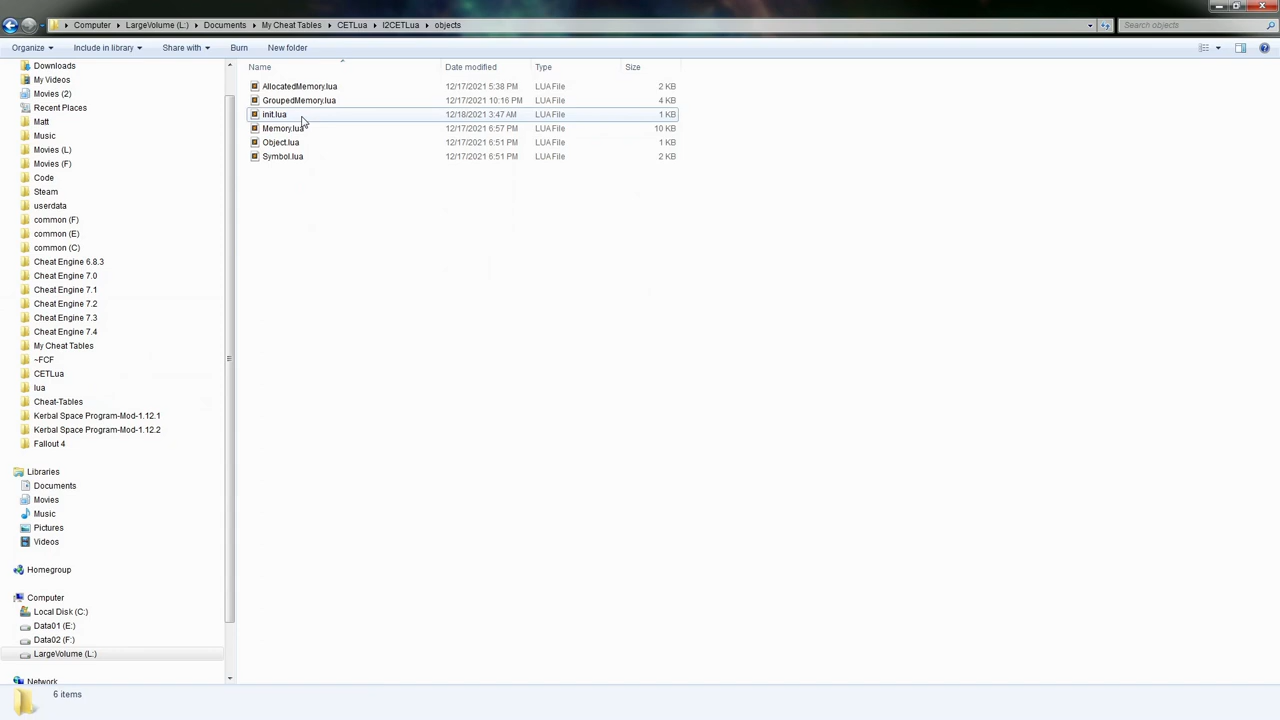 Computer LargeVolume (L:) Documents My Cheat Tables CETLua I2CETLua objects Search objects
Organize Include in library Share with Burn New folder
Name Date modified Type Size
AllocatedMemory.lua 12/17/2021 5:38 PM LUA File 2 KB
GroupedMemory.lua 12/17/2021 10:16 PM LUA File 4 KB
init.lua 12/18/2021 3:47 AM LUA File 1 KB
Memory.lua 12/17/2021 6:57 PM LUA File 10 KB
Object.lua 12/17/2021 6:51 PM LUA File 1 KB
Symbol.lua 12/17/2021 6:51 PM LUA File 2 KB
Downloads
My Videos
Movies (2)
Recent Places
Matt
Music
Movies (L)
Movies (F)
Code
Steam
userdata
common (F)
common (E)
common (C)
Cheat Engine 6.8.3
Cheat Engine 7.0
Cheat Engine 7.1
Cheat Engine 7.2
Cheat Engine 7.3
Cheat Engine 7.4
My Cheat Tables
~FCF
CETLua
lua
Cheat-Tables
Kerbal Space Program-Mod-1.12.1
Kerbal Space Program-Mod-1.12.2
Fallout 4
Libraries
Documents
Movies
Music
Pictures
Videos
Homegroup
Computer
Local Disk (C:)
Data01 (E:)
Data02 (F:)
LargeVolume (L:)
Network
6 items